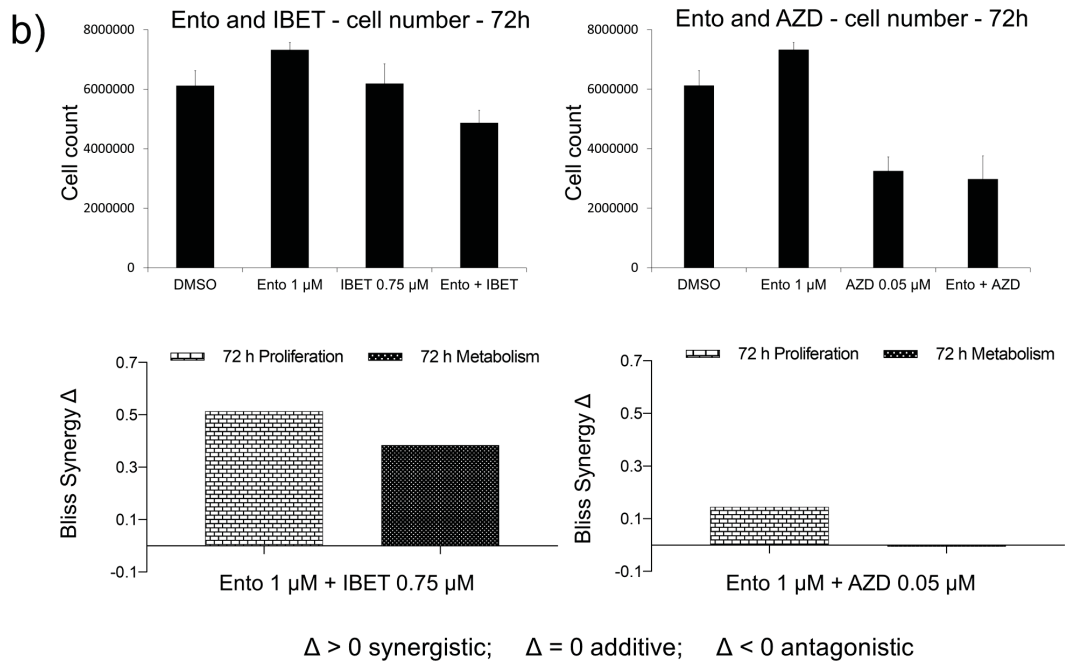 b)
Ento and IBET - cell number - 72h
Cell count
8000000
6000000
4000000
2000000
0
DMSO
Ento 1 µM
IBET 0.75 µM
Ento + IBET
Ento and AZD - cell number - 72h
Cell count
8000000
6000000
4000000
2000000
0
DMSO
Ento 1 µM
AZD 0.05 µM
Ento + AZD
72 h Proliferation
72 h Metabolism
Bliss Synergy Δ
0.7
0.5
0.3
0.1
-0.1
Ento 1 µM + IBET 0.75 µM
72 h Proliferation
72 h Metabolism
Bliss Synergy Δ
0.7
0.5
0.3
0.1
-0.1
Ento 1 µM + AZD 0.05 µM
Δ > 0 synergistic; Δ = 0 additive; Δ < 0 antagonistic